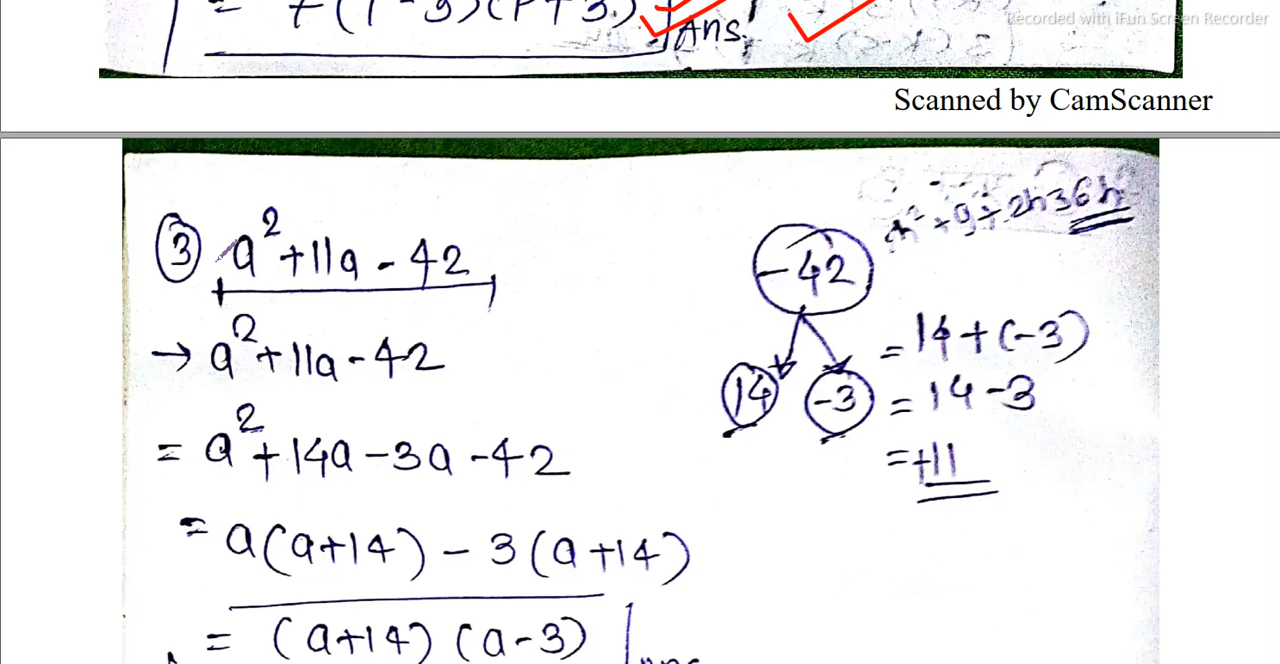 Recorded with iFun Screen Recorder
Ans.
Scanned by CamScanner
③ a² + 11a - 42
→ a² + 11a - 42
= a² + 14a - 3a - 42
= a(a+14) - 3(a+14)
= (a+14) (a-3)
-42
14 -3
= 14 + (-3)
= 14 - 3
= +11